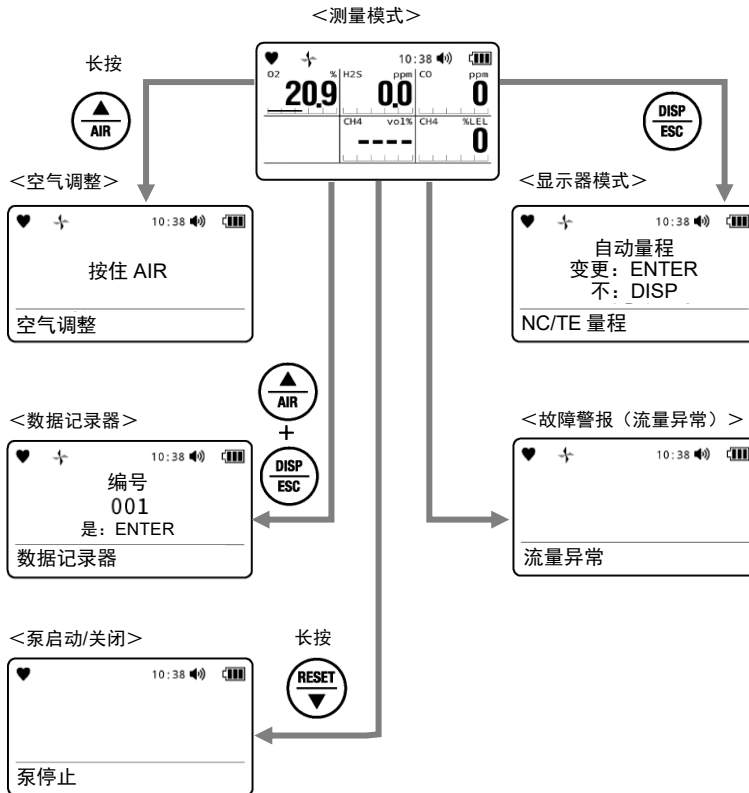 ＜测量模式＞
10:38
O2 % H2S ppm CO ppm
20.9 0.0 0
CH4 vol% CH4 %LEL
---- 0
长按
▲
AIR
DISP
ESC
＜空气调整＞
10:38
按住 AIR
空气调整
＜显示器模式＞
10:38
自动量程
变更：ENTER
不：DISP
NC/TE 量程
▲
AIR
+
DISP
ESC
＜数据记录器＞
10:38
编号
001
是：ENTER
数据记录器
＜故障警报（流量异常）＞
10:38
流量异常
＜泵启动/关闭＞
10:38
泵停止
长按
RESET
▼